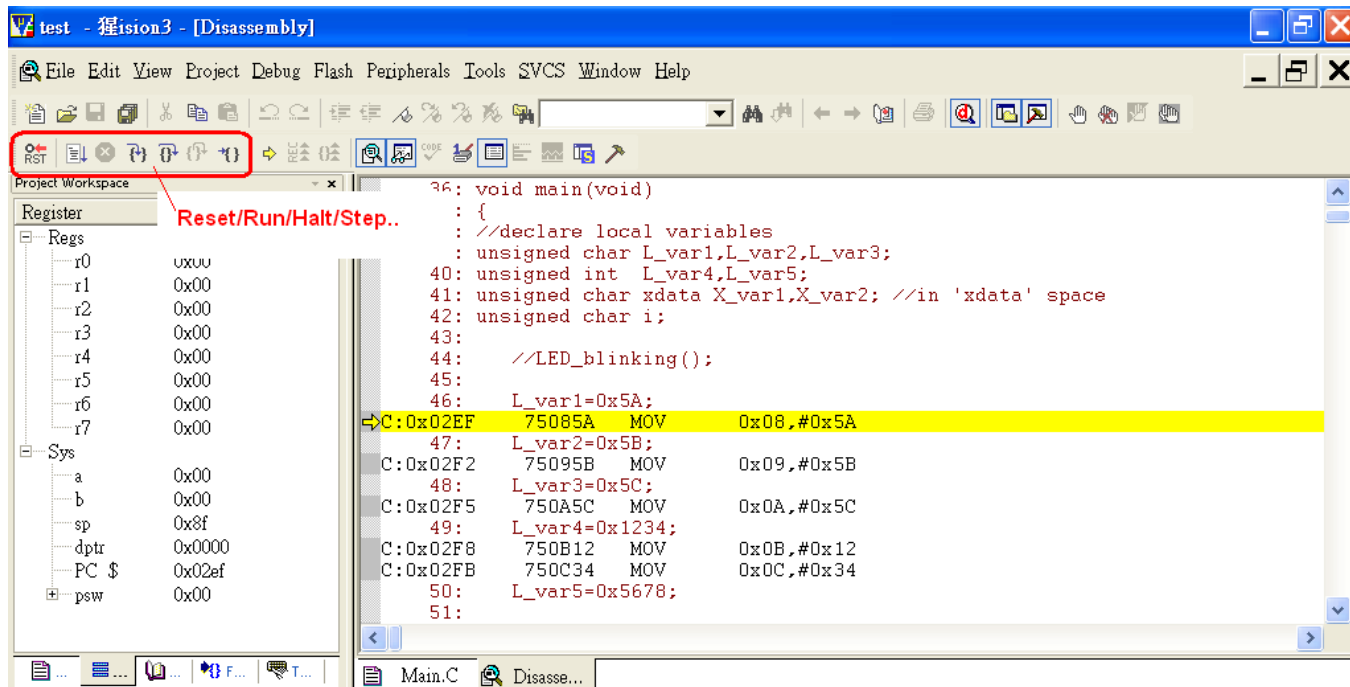 test - 猩ision3 - [Disassembly]
File Edit View Project Debug Flash Peripherals Tools SVCS Window Help
RST
CODE
Project Workspace
Register
Reset/Run/Halt/Step..
Regs
r0 0x00
r1 0x00
r2 0x00
r3 0x00
r4 0x00
r5 0x00
r6 0x00
r7 0x00
Sys
a 0x00
b 0x00
sp 0x8f
dptr 0x0000
PC $ 0x02ef
psw 0x00
... ... ... F... T...
36: void main(void)
: {
: //declare local variables
: unsigned char L_var1,L_var2,L_var3;
40: unsigned int L_var4,L_var5;
41: unsigned char xdata X_var1,X_var2; //in 'xdata' space
42: unsigned char i;
43:
44: //LED_blinking();
45:
46: L_var1=0x5A;
C:0x02EF 75085A MOV 0x08,#0x5A
47: L_var2=0x5B;
C:0x02F2 75095B MOV 0x09,#0x5B
48: L_var3=0x5C;
C:0x02F5 750A5C MOV 0x0A,#0x5C
49: L_var4=0x1234;
C:0x02F8 750B12 MOV 0x0B,#0x12
C:0x02FB 750C34 MOV 0x0C,#0x34
50: L_var5=0x5678;
51:
Main.C Disasse...